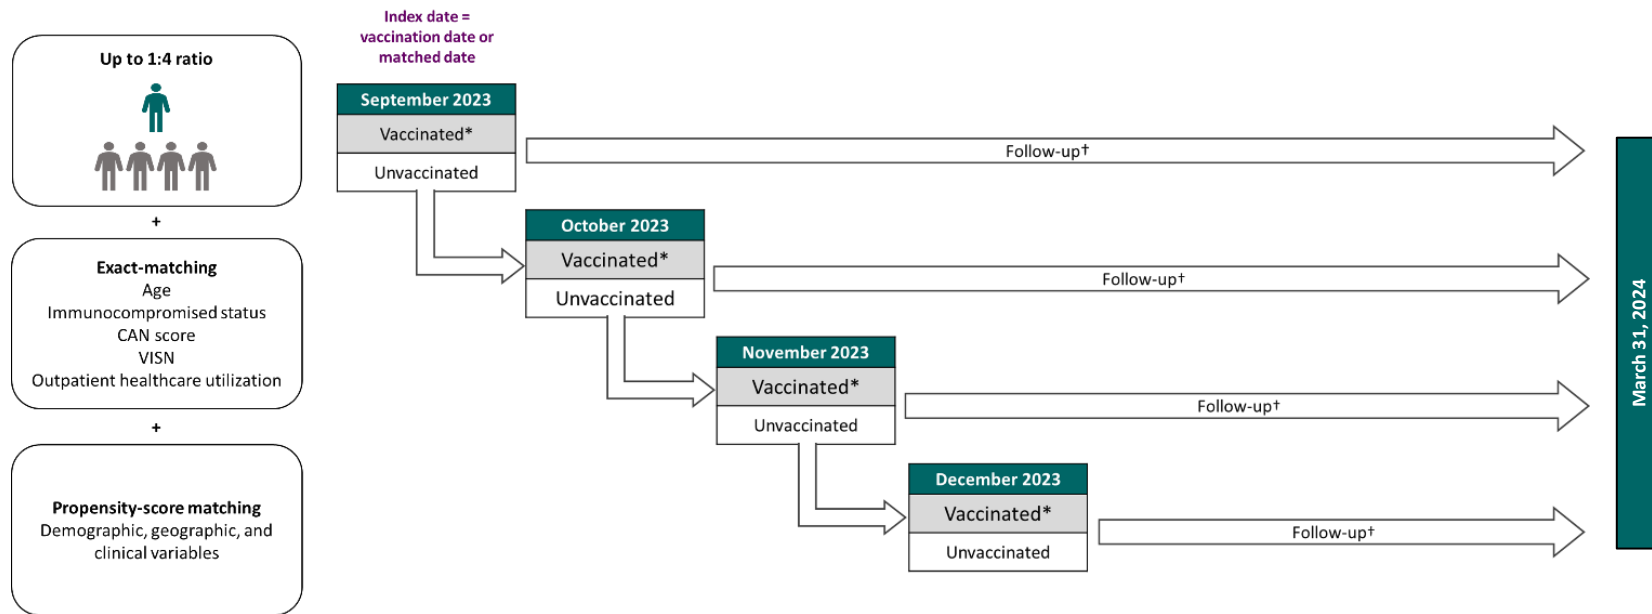 Up to 1:4 ratio
+
Exact-matching
Age
Immunocompromised status
CAN score
VISN
Outpatient healthcare utilization
+
Propensity-score matching
Demographic, geographic, and
clinical variables
Index date =
vaccination date or
matched date
September 2023
Vaccinated*
Unvaccinated
Follow-up†
October 2023
Vaccinated*
Unvaccinated
Follow-up†
November 2023
Vaccinated*
Unvaccinated
Follow-up†
December 2023
Vaccinated*
Unvaccinated
Follow-up†
March 31, 2024